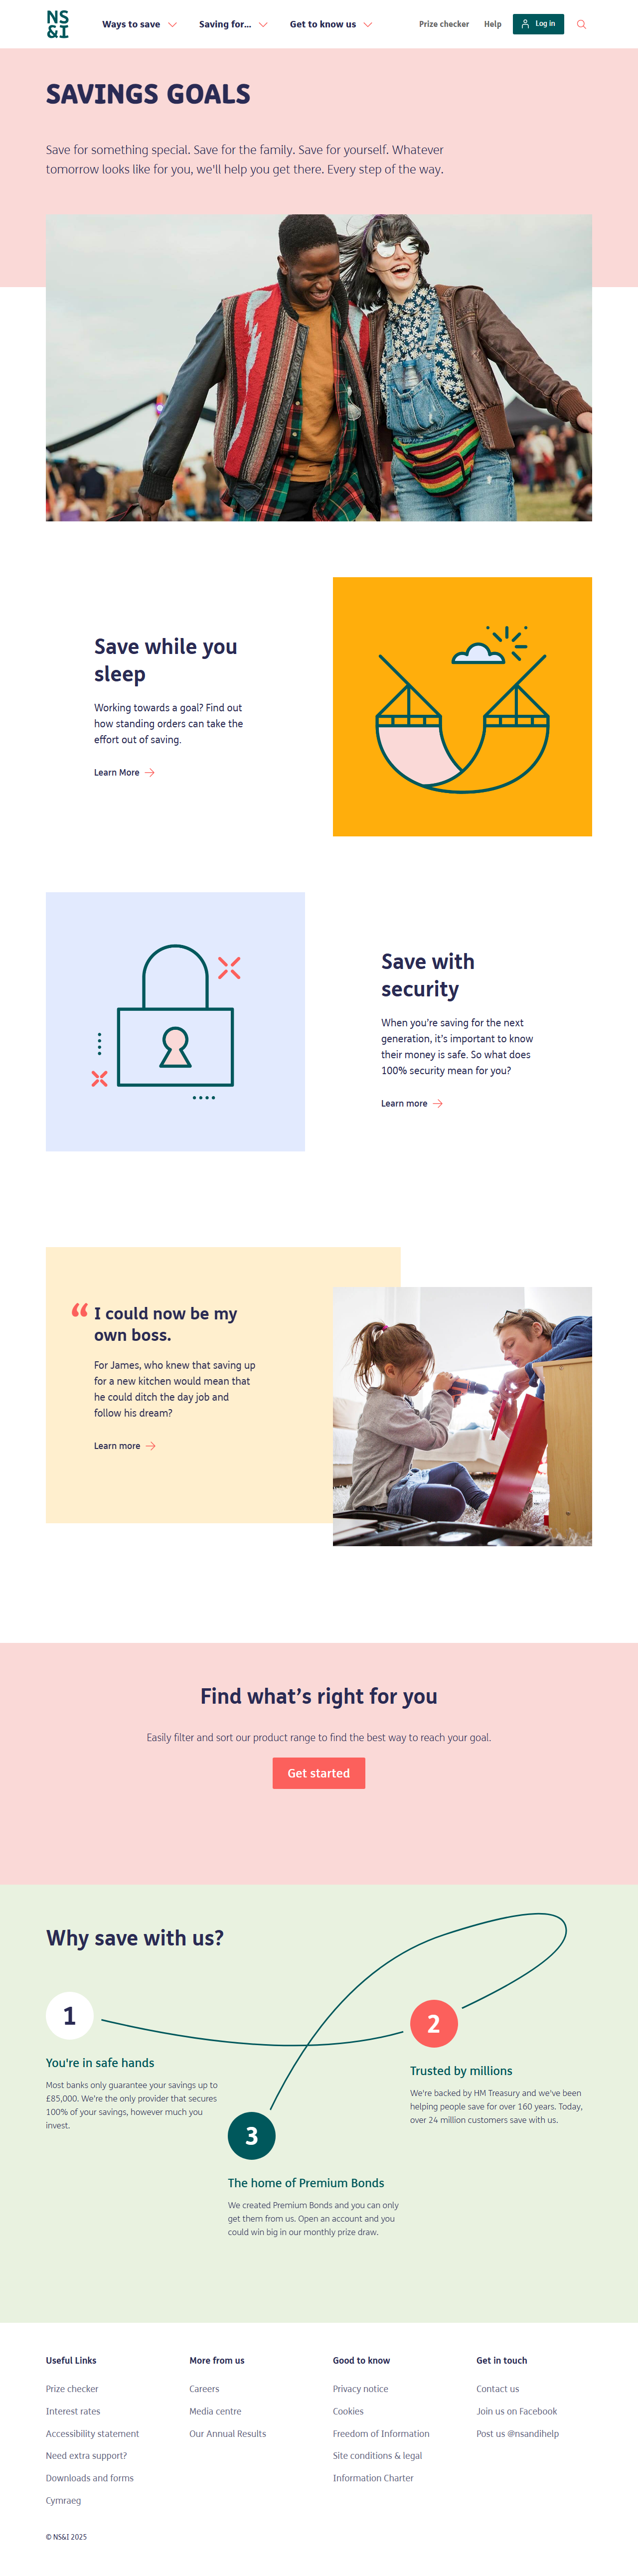 NS
&I
Ways to save
Saving for...
Get to know us
Prize checker
Help
Log in
SAVINGS GOALS
Save for something special. Save for the family. Save for yourself. Whatever
tomorrow looks like for you, we'll help you get there. Every step of the way.
Save while you
sleep
Working towards a goal? Find out
how standing orders can take the
effort out of saving.
Learn More
Save with
security
When you’re saving for the next
generation, it’s important to know
their money is safe. So what does
100% security mean for you?
Learn more
“ I could now be my
own boss.
For James, who knew that saving up
for a new kitchen would mean that
he could ditch the day job and
follow his dream?
Learn more
Find what’s right for you
Easily filter and sort our product range to find the best way to reach your goal.
Get started
Why save with us?
1
You're in safe hands
Most banks only guarantee your savings up to
£85,000. We’re the only provider that secures
100% of your savings, however much you
invest.
2
Trusted by millions
We’re backed by HM Treasury and we’ve been
helping people save for over 160 years. Today,
over 24 million customers save with us.
3
The home of Premium Bonds
We created Premium Bonds and you can only
get them from us. Open an account and you
could win big in our monthly prize draw.
Useful Links
Prize checker
Interest rates
Accessibility statement
Need extra support?
Downloads and forms
Cymraeg
More from us
Careers
Media centre
Our Annual Results
Good to know
Privacy notice
Cookies
Freedom of Information
Site conditions & legal
Information Charter
Get in touch
Contact us
Join us on Facebook
Post us @nsandihelp
© NS&I 2025